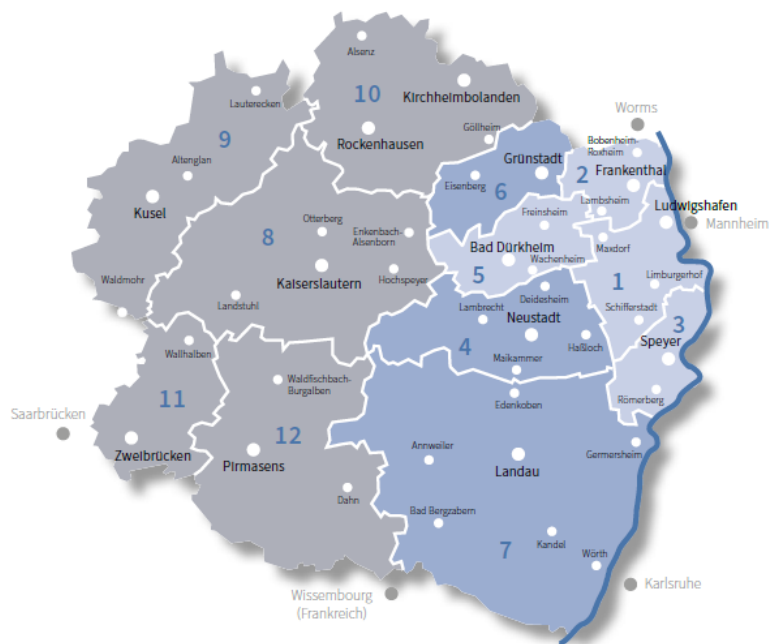 Alsenz
10
Kirchheimbolanden
Lauterecken
Worms
9
Rockenhausen
Göllheim
Bobenheim-
Roxheim
Altenglan
Grünstadt
2
Eisenberg
Frankenthal
6
Kusel
Lambsheim
Ludwigshafen
Mannheim
Otterberg
Freinsheim
8
Enkenbach-
Alsenborn
Bad Dürkheim
Maxdorf
Wachenheim
Kaiserslautern
Hochspeyer
5
1
Limburgerhof
Waldmohr
Landstuhl
Deidesheim
Lambrecht
Schifferstadt
3
Neustadt
Speyer
Wallhalben
4
Haßloch
Maikammer
Waldfischbach-
Burgalben
Edenkoben
Römerberg
11
Saarbrücken
12
Zweibrücken
Pirmasens
Annweiler
Landau
Germersheim
Dahn
Bad Bergzabern
7
Kandel
Wörth
Karlsruhe
Wissembourg
(Frankreich)